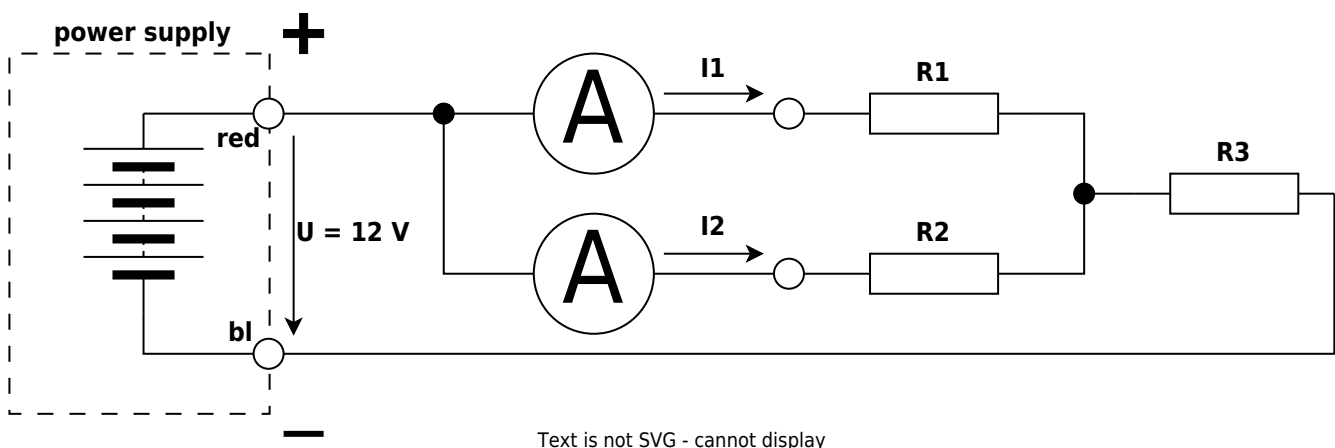 power supply
+
red
U = 12 V
bl
−
A
I1
R1
A
I2
R2
R3
Text is not SVG - cannot display